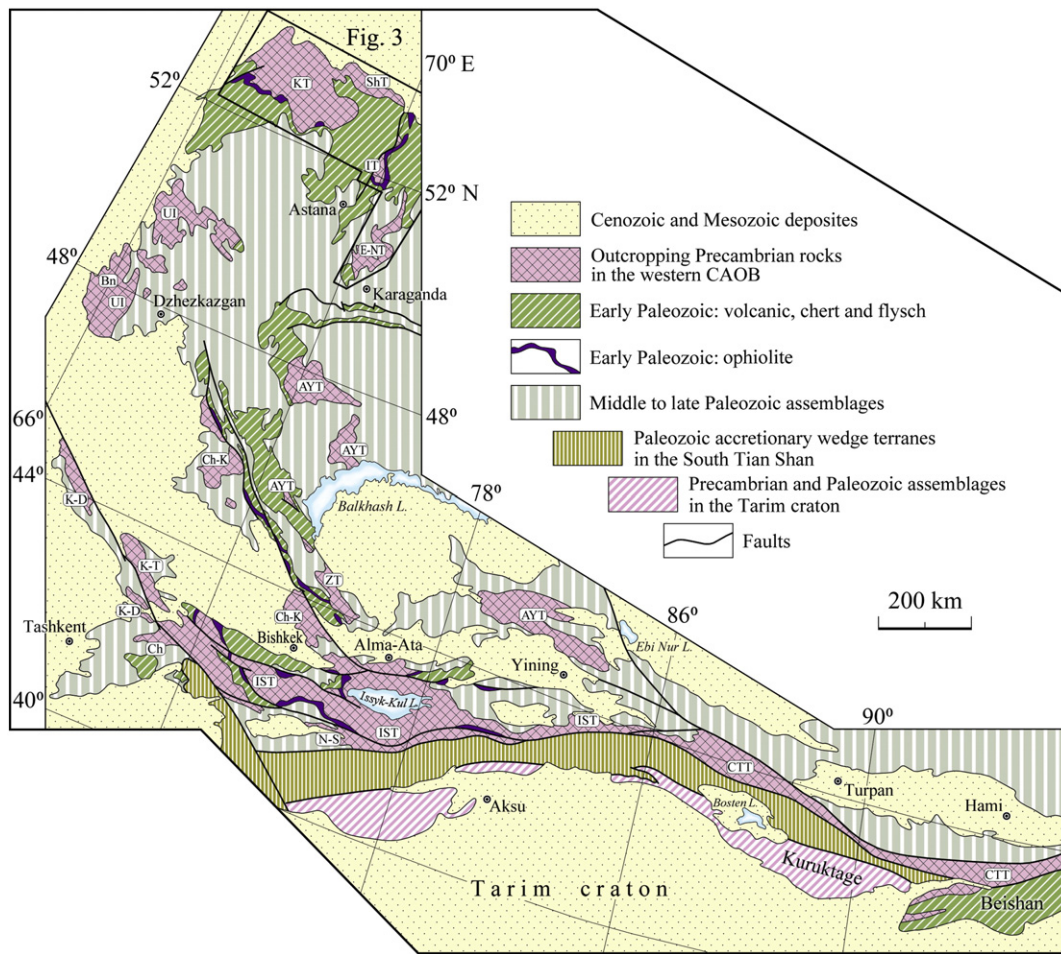 Fig. 3
70° E
52°
KT
ShT
IT
52° N
Astana
UI
48°
E-NT
Bn
UI
Dzhezkazgan
Karaganda
AYT
48°
66°
44°
Ch-K
AYT
AYT
78°
K-D
Balkhash L.
K-T
ZT
K-D
Ch-K
AYT
86°
Tashkent
Bishkek
Alma-Ata
Ebi Nur L.
Ch
Yining
IST
40°
Issyk-Kul L.
IST
90°
N-S
IST
CTT
Turpan
Aksu
Bosten L.
Hami
Kuruktage
CTT
Tarim craton
Beishan
Cenozoic and Mesozoic deposites
Outcropping Precambrian rocks
in the western CAOB
Early Paleozoic: volcanic, chert and flysch
Early Paleozoic: ophiolite
Middle to late Paleozoic assemblages
Paleozoic accretionary wedge terranes
in the South Tian Shan
Precambrian and Paleozoic assemblages
in the Tarim craton
Faults
200 km